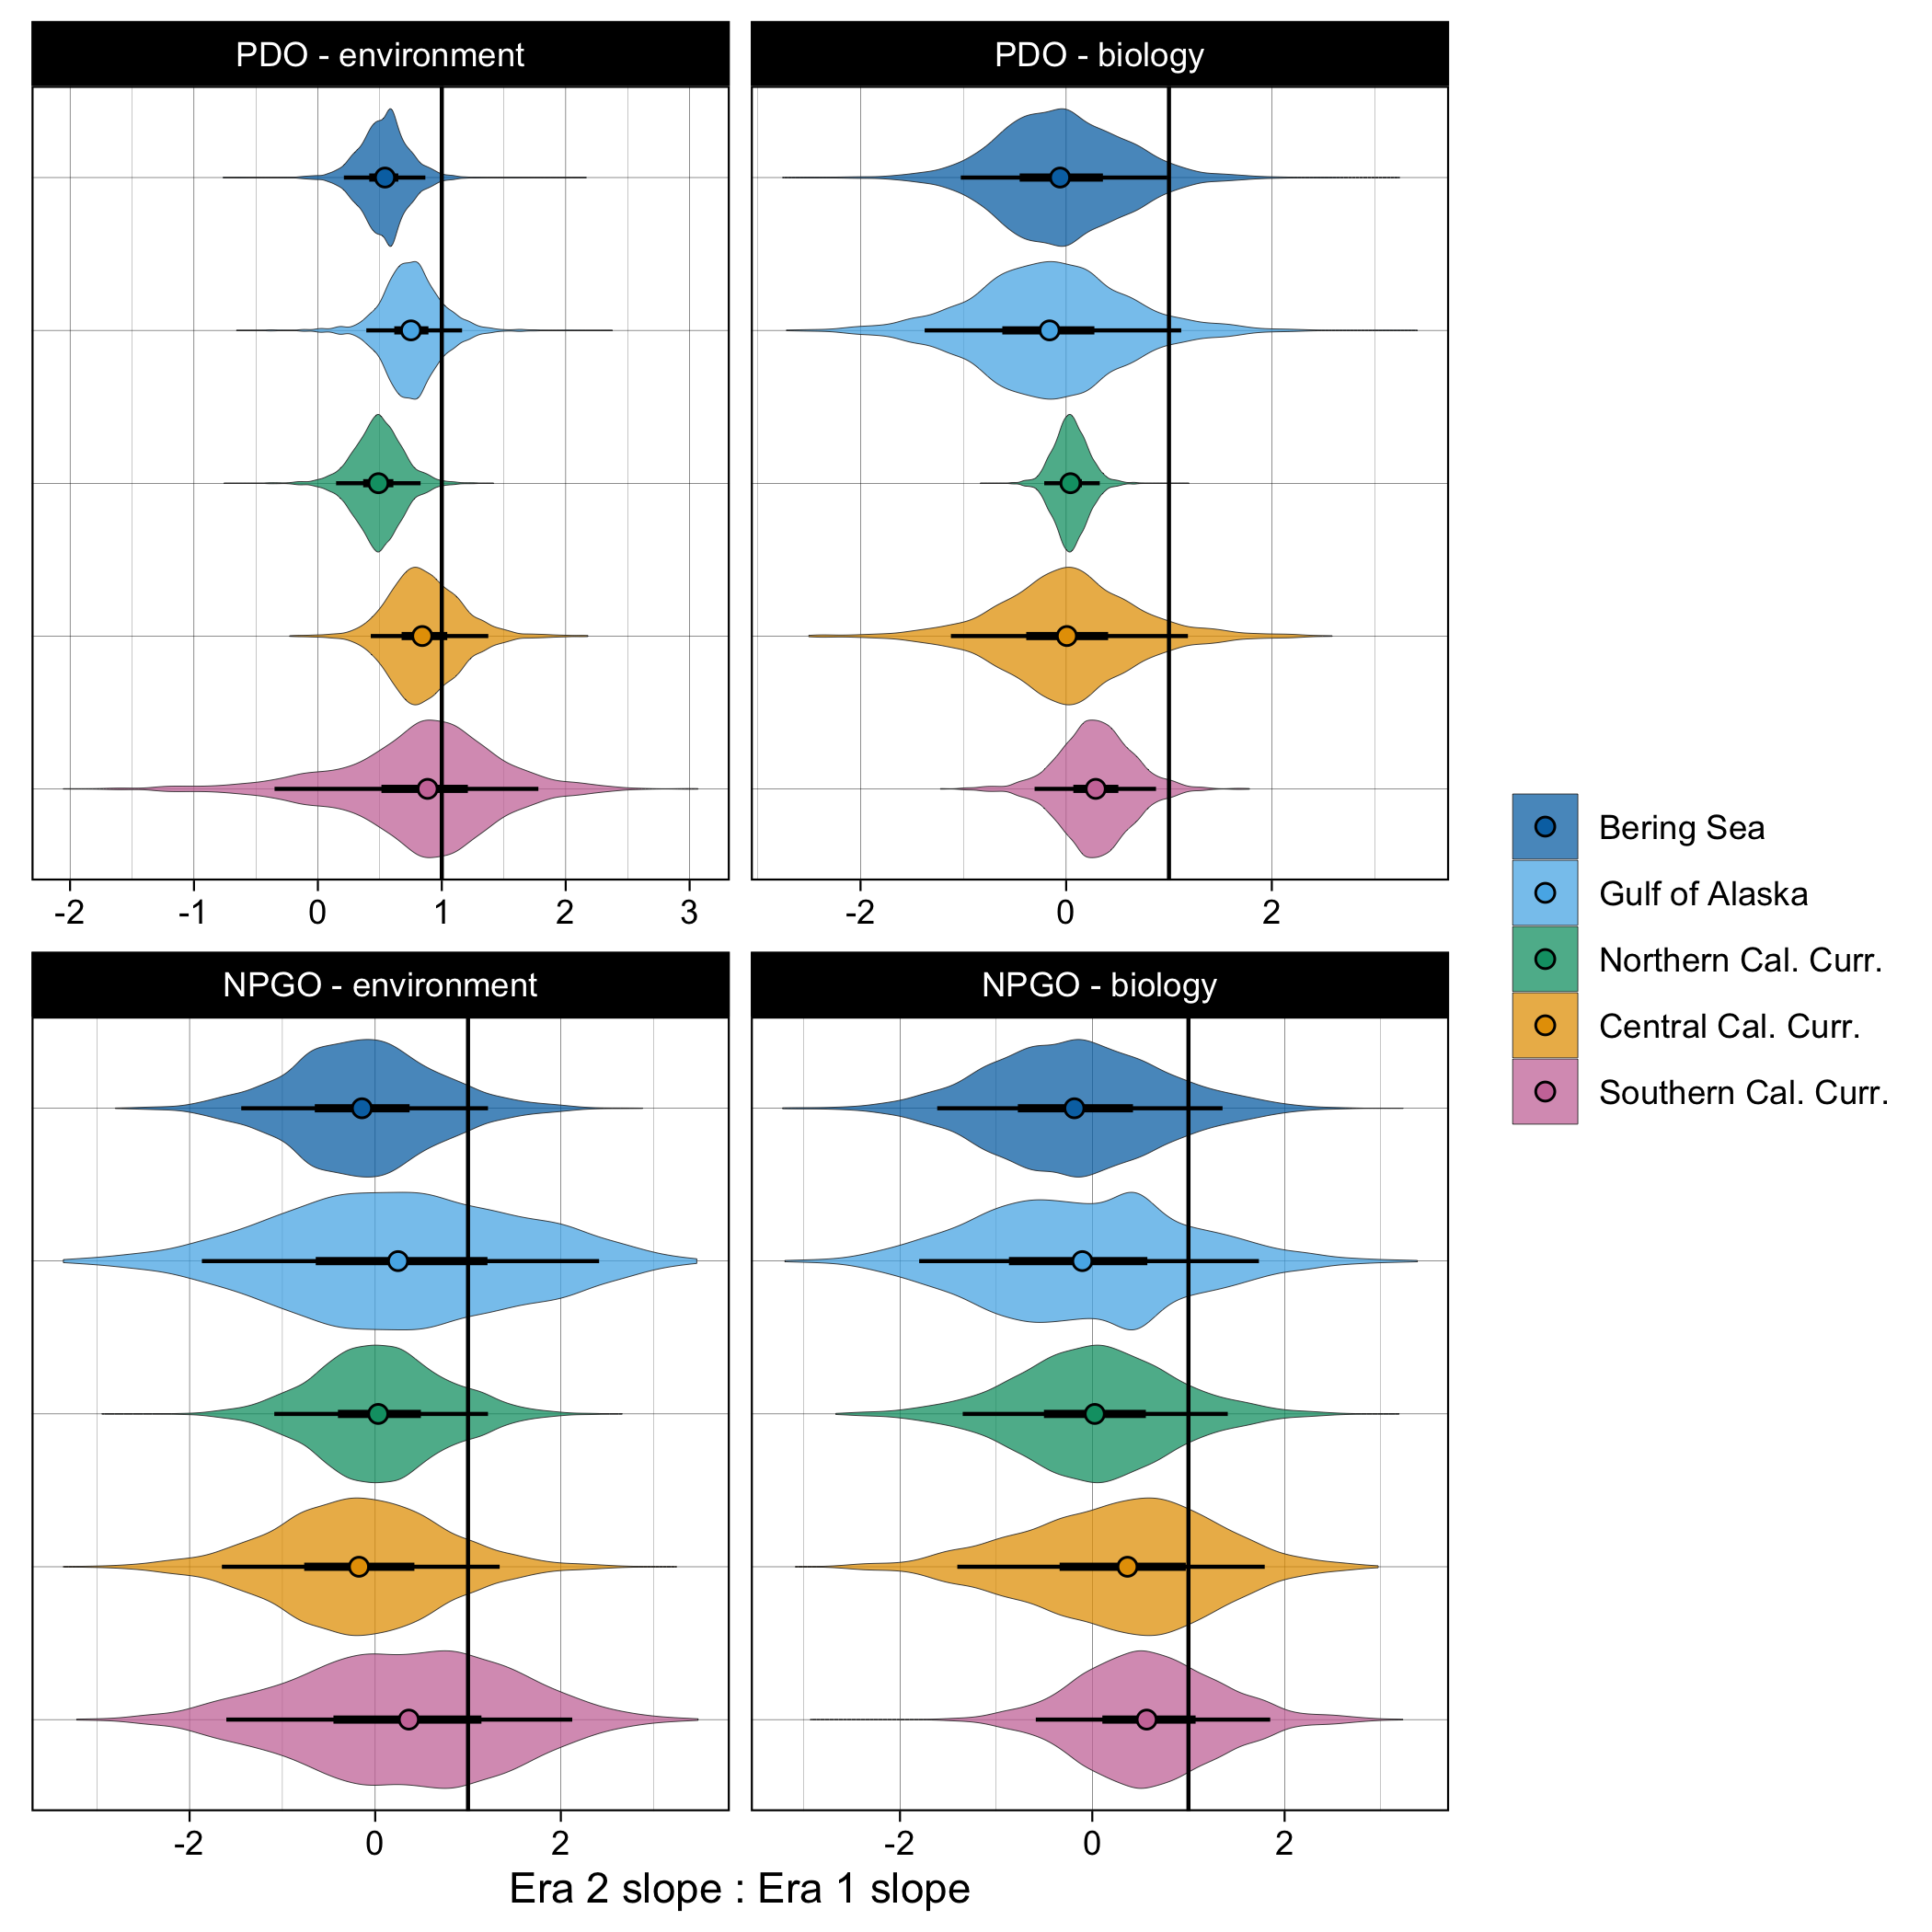 PDO - environment
PDO - biology
-2 -1 0 1 2 3
-2 0 2
NPGO - environment
NPGO - biology
-2 0 2
-2 0 2
Era 2 slope : Era 1 slope
Bering Sea
Gulf of Alaska
Northern Cal. Curr.
Central Cal. Curr.
Southern Cal. Curr.